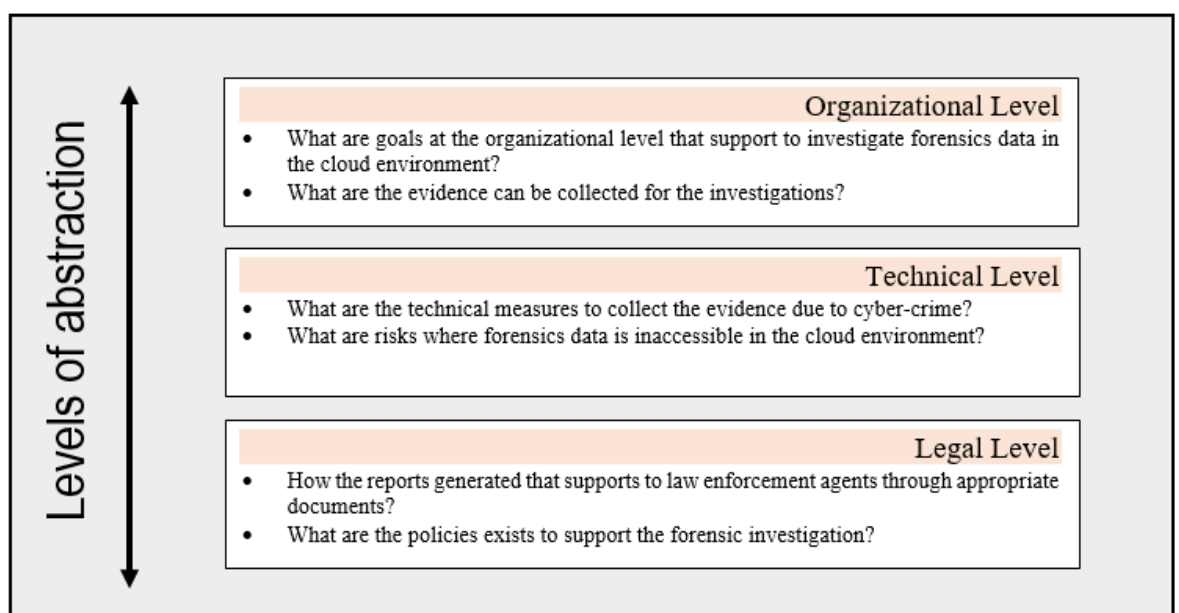 Levels of abstraction
Organizational Level
• What are goals at the organizational level that support to investigate forensics data in
the cloud environment?
• What are the evidence can be collected for the investigations?
Technical Level
• What are the technical measures to collect the evidence due to cyber-crime?
• What are risks where forensics data is inaccessible in the cloud environment?
Legal Level
• How the reports generated that supports to law enforcement agents through appropriate
documents?
• What are the policies exists to support the forensic investigation?